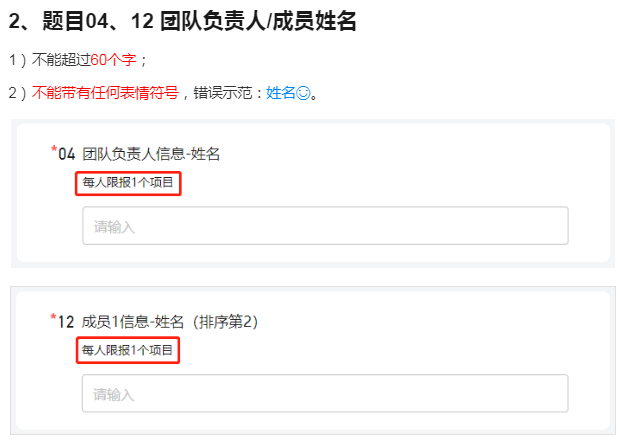 2、题目04、12 团队负责人/成员姓名
1）不能超过60个字；
2）不能带有任何表情符号，错误示范：姓名☺。
*04 团队负责人信息-姓名
每人限报1个项目
请输入
*12 成员1信息-姓名（排序第2）
每人限报1个项目
请输入